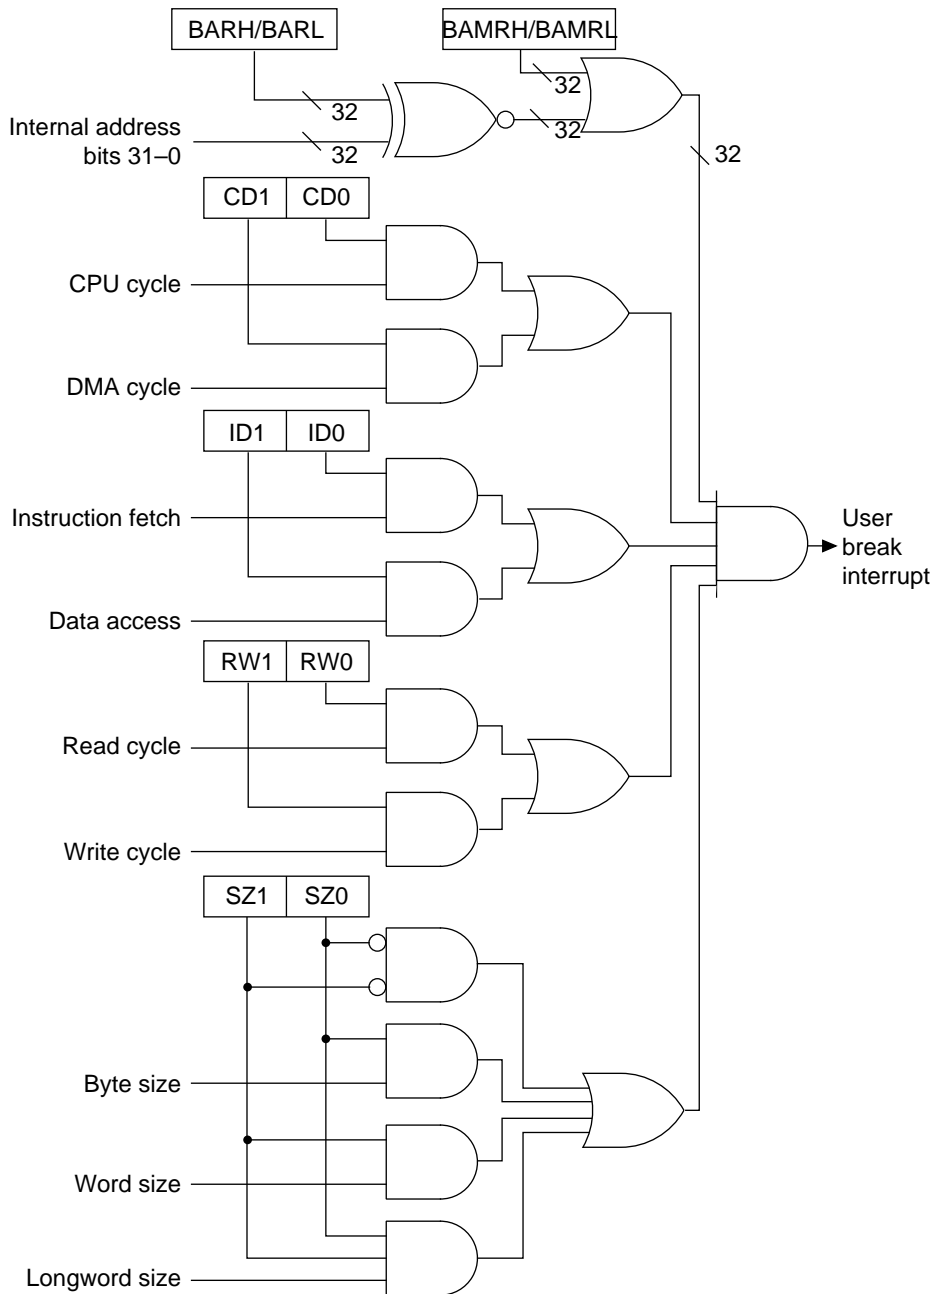 BARH/BARL
BAMRH/BAMRL
32
32
32
Internal address
bits 31–0
32
32
CD1 CD0
CPU cycle
DMA cycle
ID1 ID0
Instruction fetch
User
break
interrupt
Data access
RW1 RW0
Read cycle
Write cycle
SZ1 SZ0
Byte size
Word size
Longword size